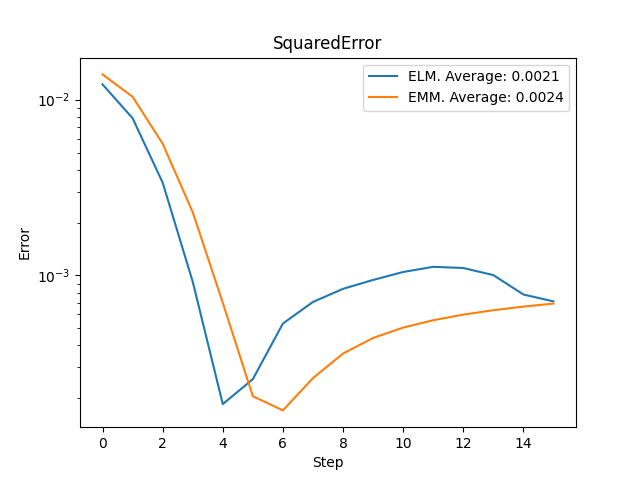 SquaredError
ELM. Average: 0.0021
EMM. Average: 0.0024
10⁻²
10⁻³
Error
0 2 4 6 8 10 12 14
Step